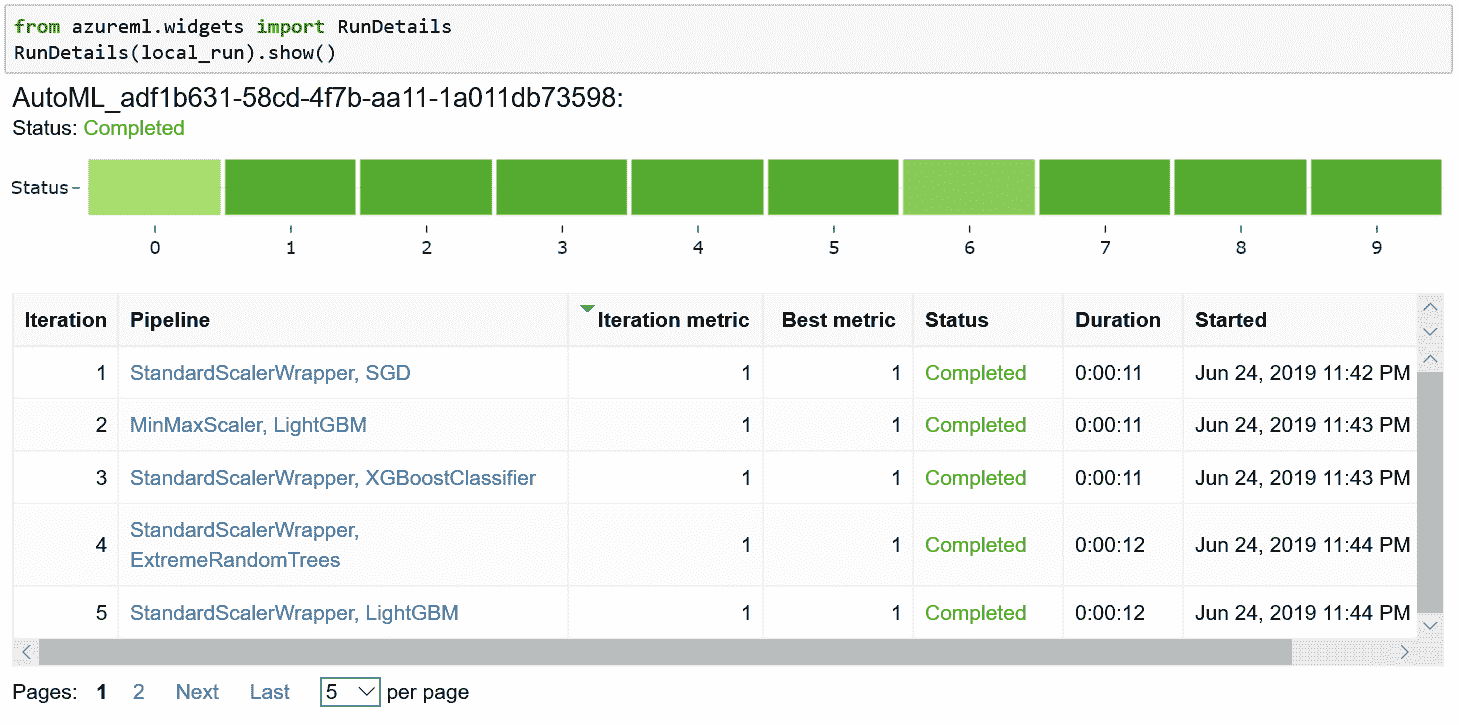 from azureml.widgets import RunDetails
RunDetails(local_run).show()
AutoML_adf1b631-58cd-4f7b-aa11-1a011db73598:
Status: Completed
Status
0 1 2 3 4 5 6 7 8 9
Iteration Pipeline Iteration metric Best metric Status Duration Started
1 StandardScalerWrapper, SGD 1 1 Completed 0:00:11 Jun 24, 2019 11:42 PM
2 MinMaxScaler, LightGBM 1 1 Completed 0:00:11 Jun 24, 2019 11:43 PM
3 StandardScalerWrapper, XGBoostClassifier 1 1 Completed 0:00:11 Jun 24, 2019 11:43 PM
StandardScalerWrapper,
4 ExtremeRandomTrees 1 1 Completed 0:00:12 Jun 24, 2019 11:44 PM
5 StandardScalerWrapper, LightGBM 1 1 Completed 0:00:12 Jun 24, 2019 11:44 PM
Pages: 1 2 Next Last 5 per page